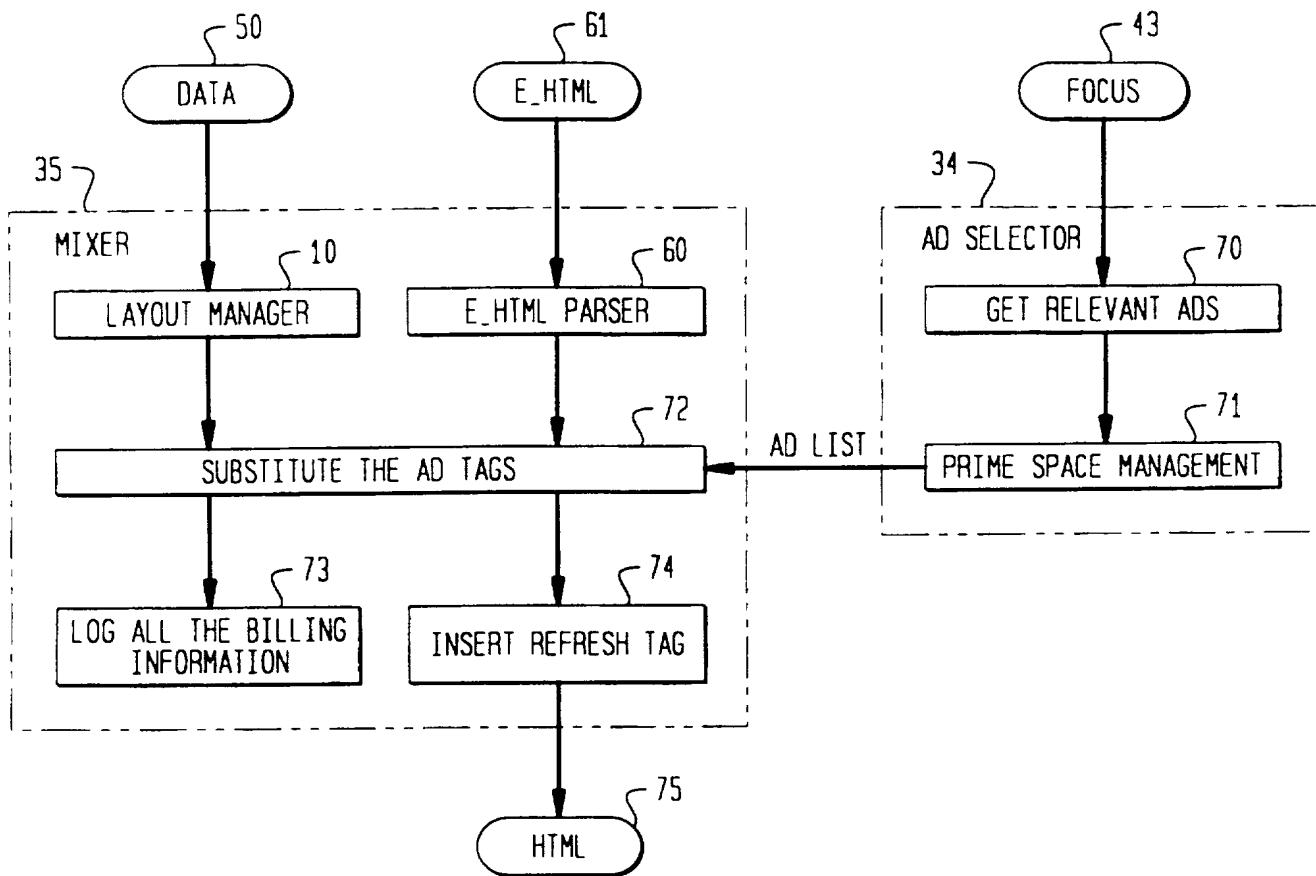 50
61
43
DATA
E_HTML
FOCUS
35
34
MIXER
AD SELECTOR
10
60
70
LAYOUT MANAGER
E_HTML PARSER
GET RELEVANT ADS
72
71
AD LIST
SUBSTITUTE THE AD TAGS
PRIME SPACE MANAGEMENT
73
74
LOG ALL THE BILLING
INFORMATION
INSERT REFRESH TAG
75
HTML